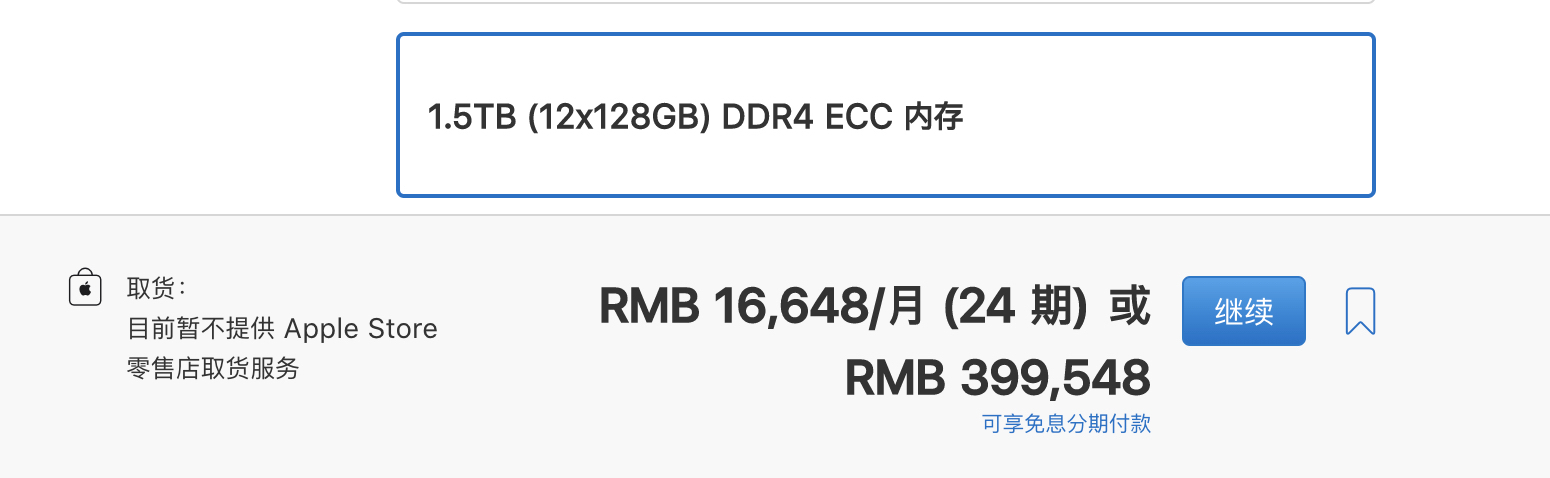 1.5TB (12x128GB) DDR4 ECC 内存
取货：
目前暂不提供 Apple Store
零售店取货服务
RMB 16,648/月 (24 期) 或
RMB 399,548
可享免息分期付款
继续